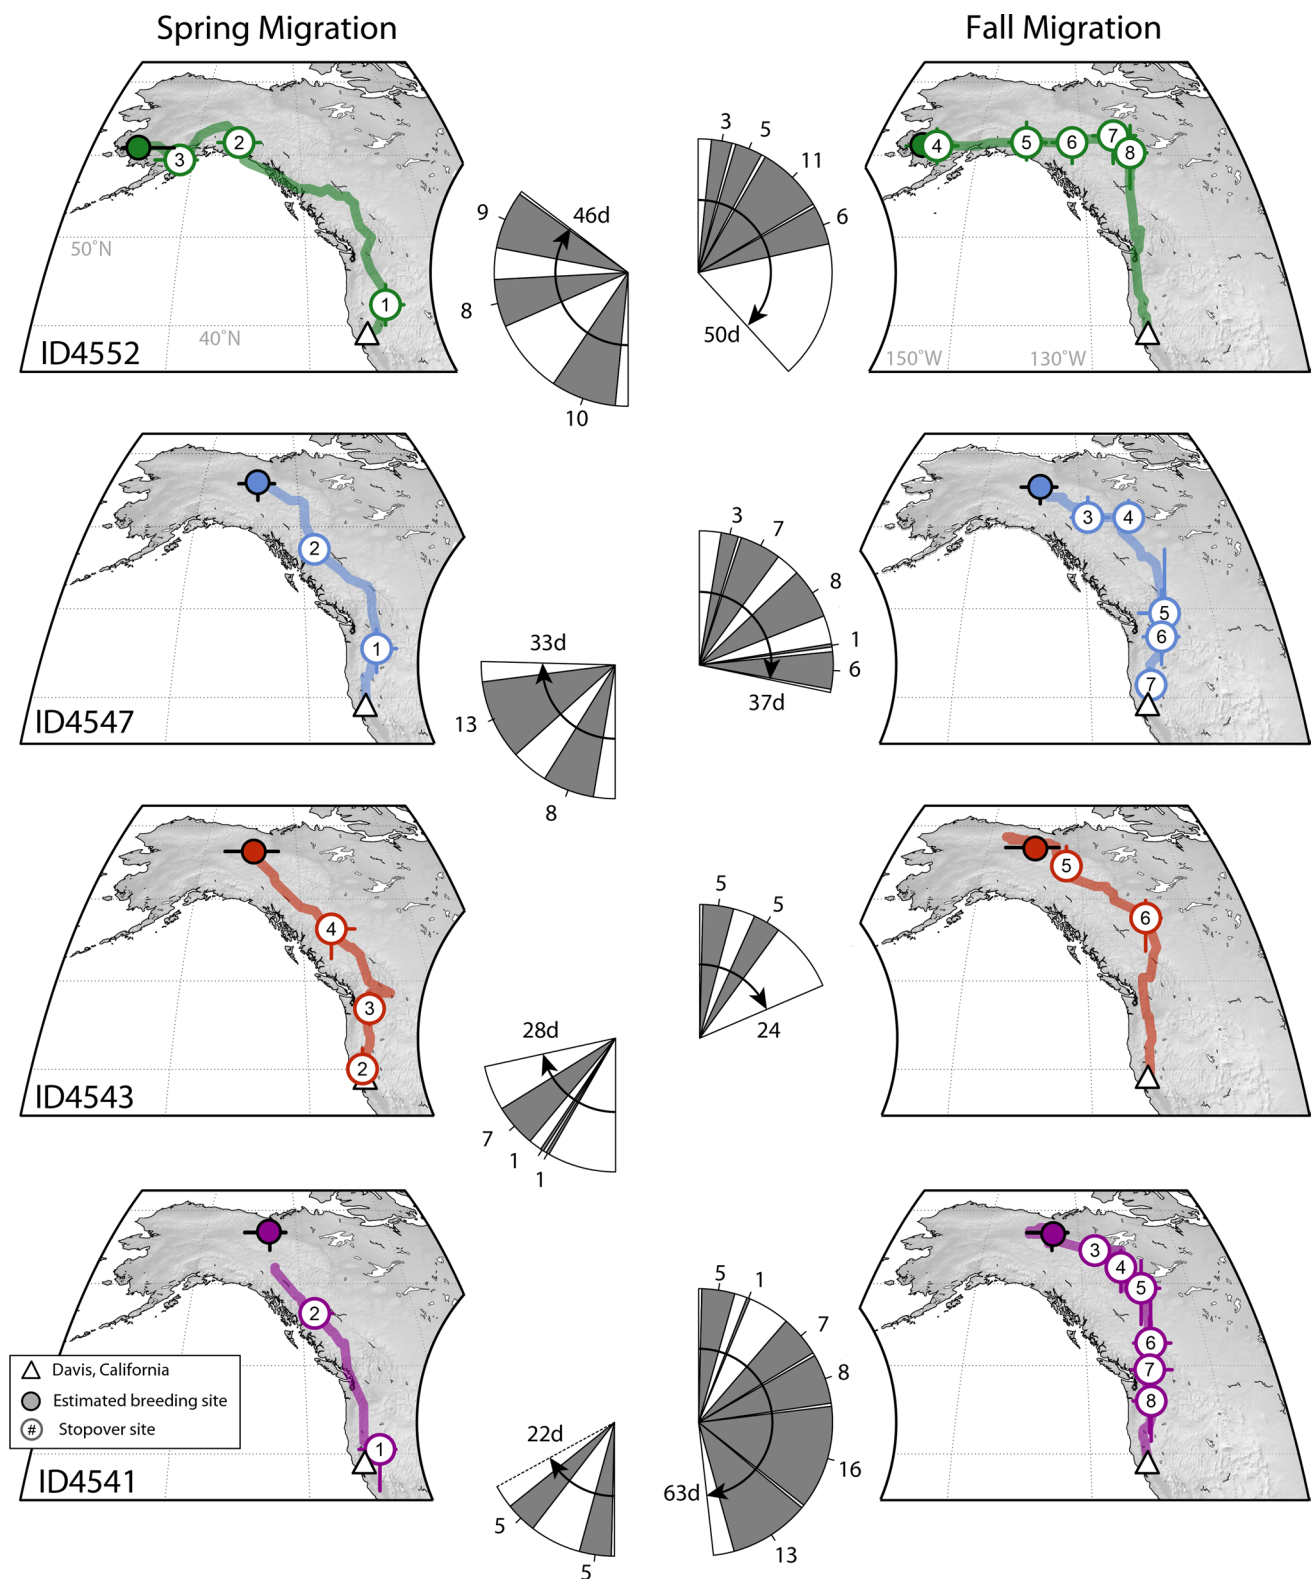 Spring Migration
Fall Migration
2
3
1
50°N
40°N
ID4552
9
46d
8
10
3
5
11
6
50d
4
5
6
7
8
150°W
130°W
2
1
ID4547
33d
13
8
3
7
8
1
6
37d
3
4
5
6
7
4
3
2
ID4543
28d
7
1
1
5
5
24
5
6
2
1
Davis, California
Estimated breeding site
# Stopover site
ID4541
22d
5
5
5
1
7
8
16
13
63d
3
4
5
6
7
8